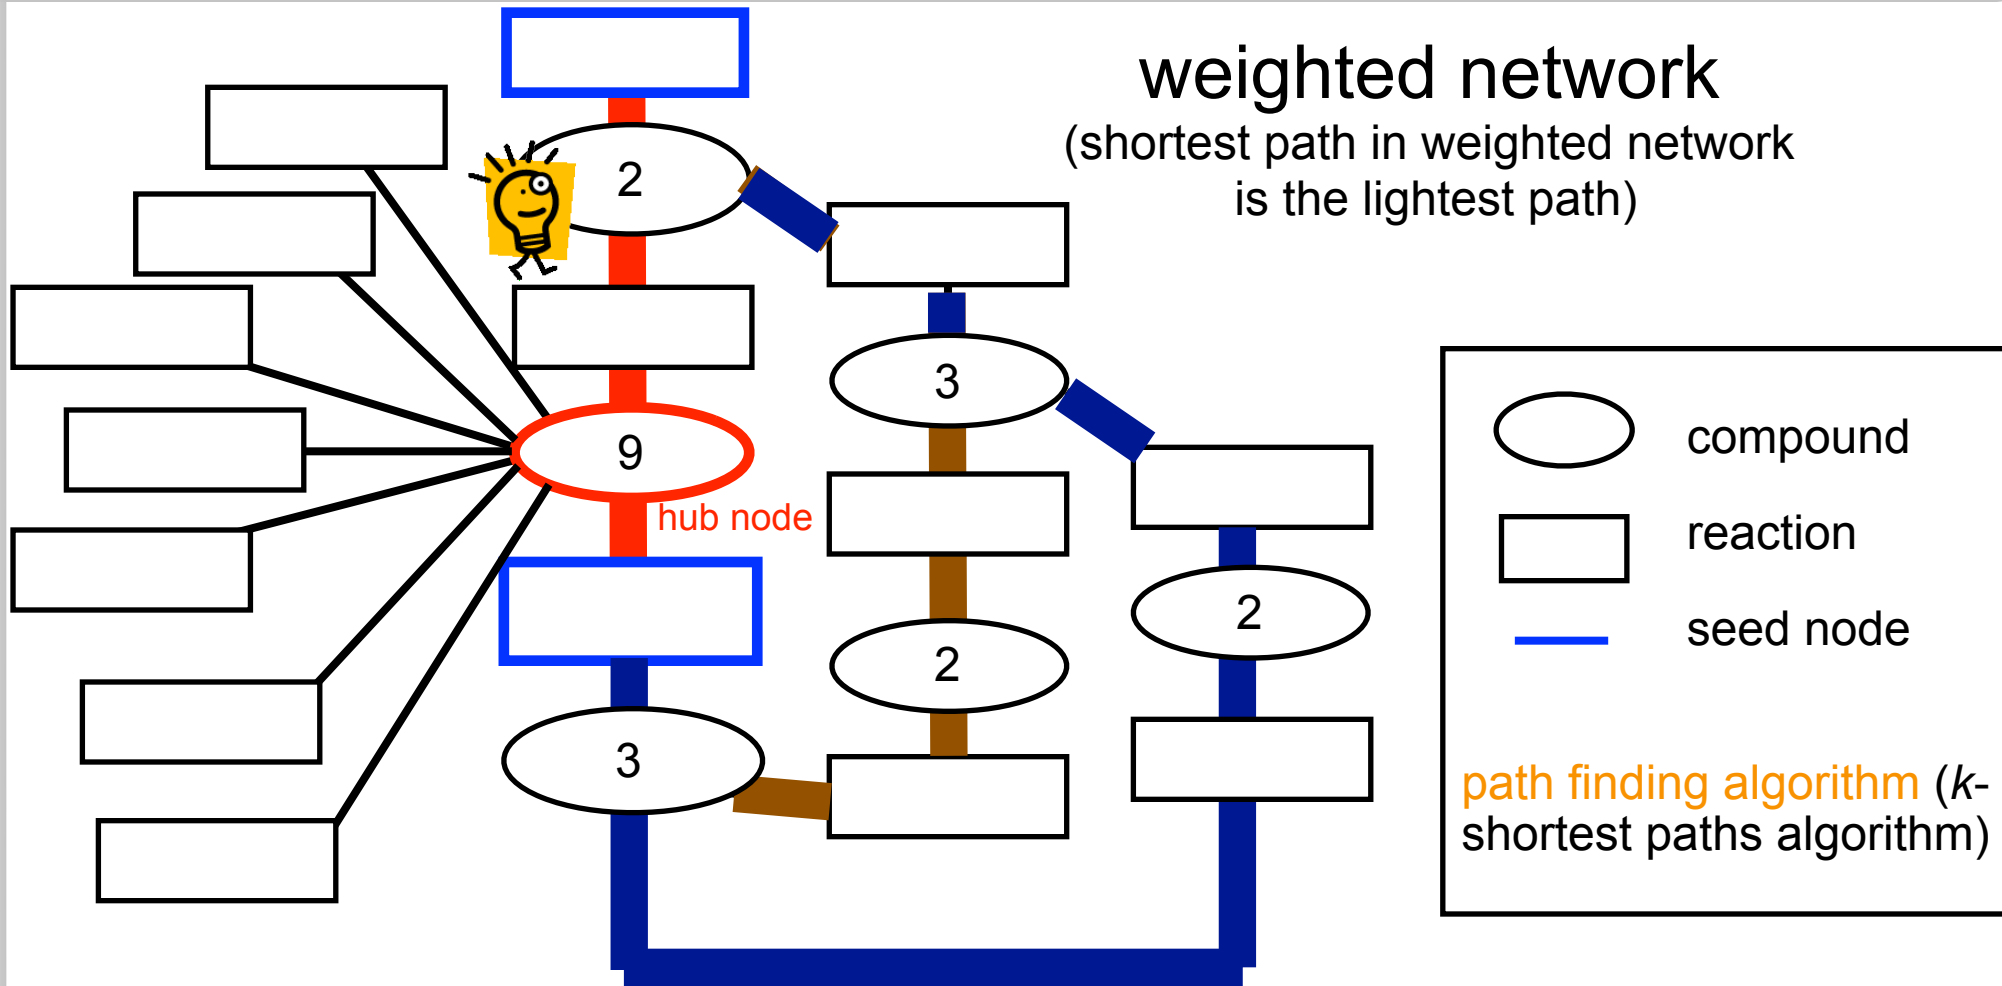 weighted network
(shortest path in weighted network
is the lightest path)
2
3
9
hub node
2
2
3
compound
reaction
seed node
path finding algorithm (k-
shortest paths algorithm)